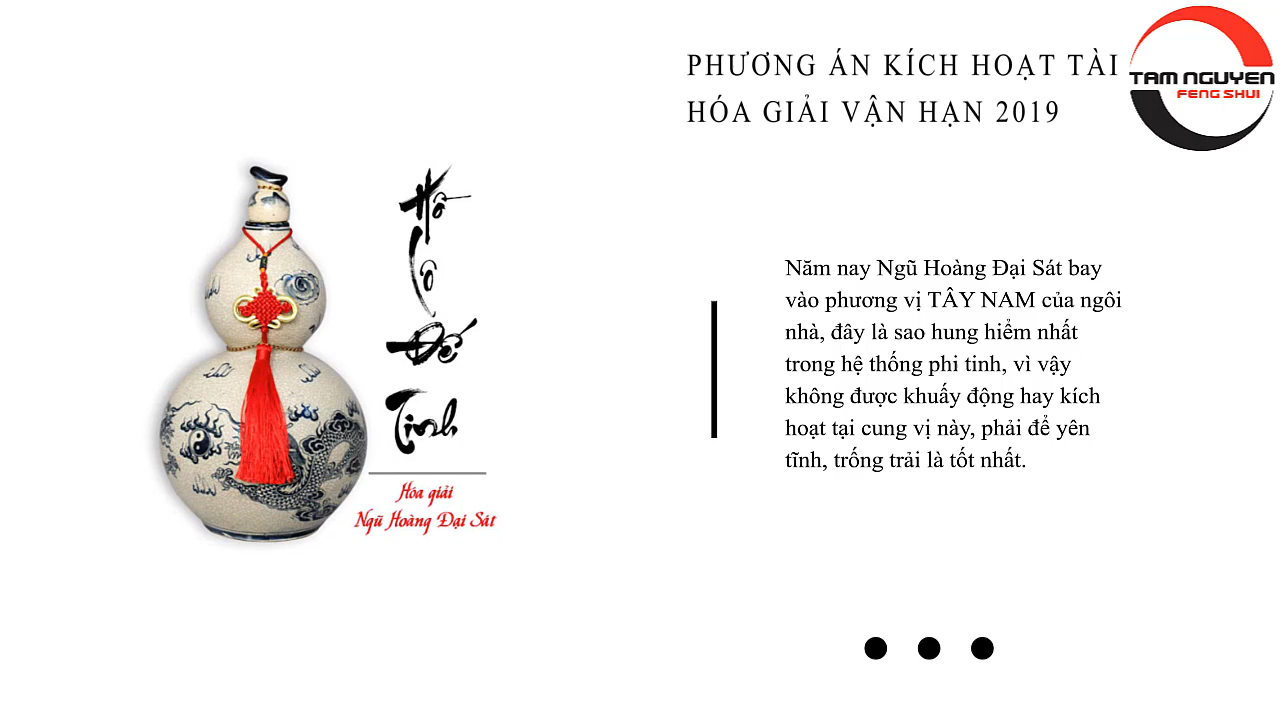 PHƯƠNG ÁN KÍCH HOẠT TÀI
HÓA GIẢI VẬN HẠN 2019
TAM NGUYEN
FENG SHUI
Hồ
Lô
Đế
Tinh
Hóa giải
Ngũ Hoàng Đại Sát
Năm nay Ngũ Hoàng Đại Sát bay
vào phương vị TÂY NAM của ngôi
nhà, đây là sao hung hiểm nhất
trong hệ thống phi tinh, vì vậy
không được khuấy động hay kích
hoạt tại cung vị này, phải để yên
tĩnh, trống trải là tốt nhất.